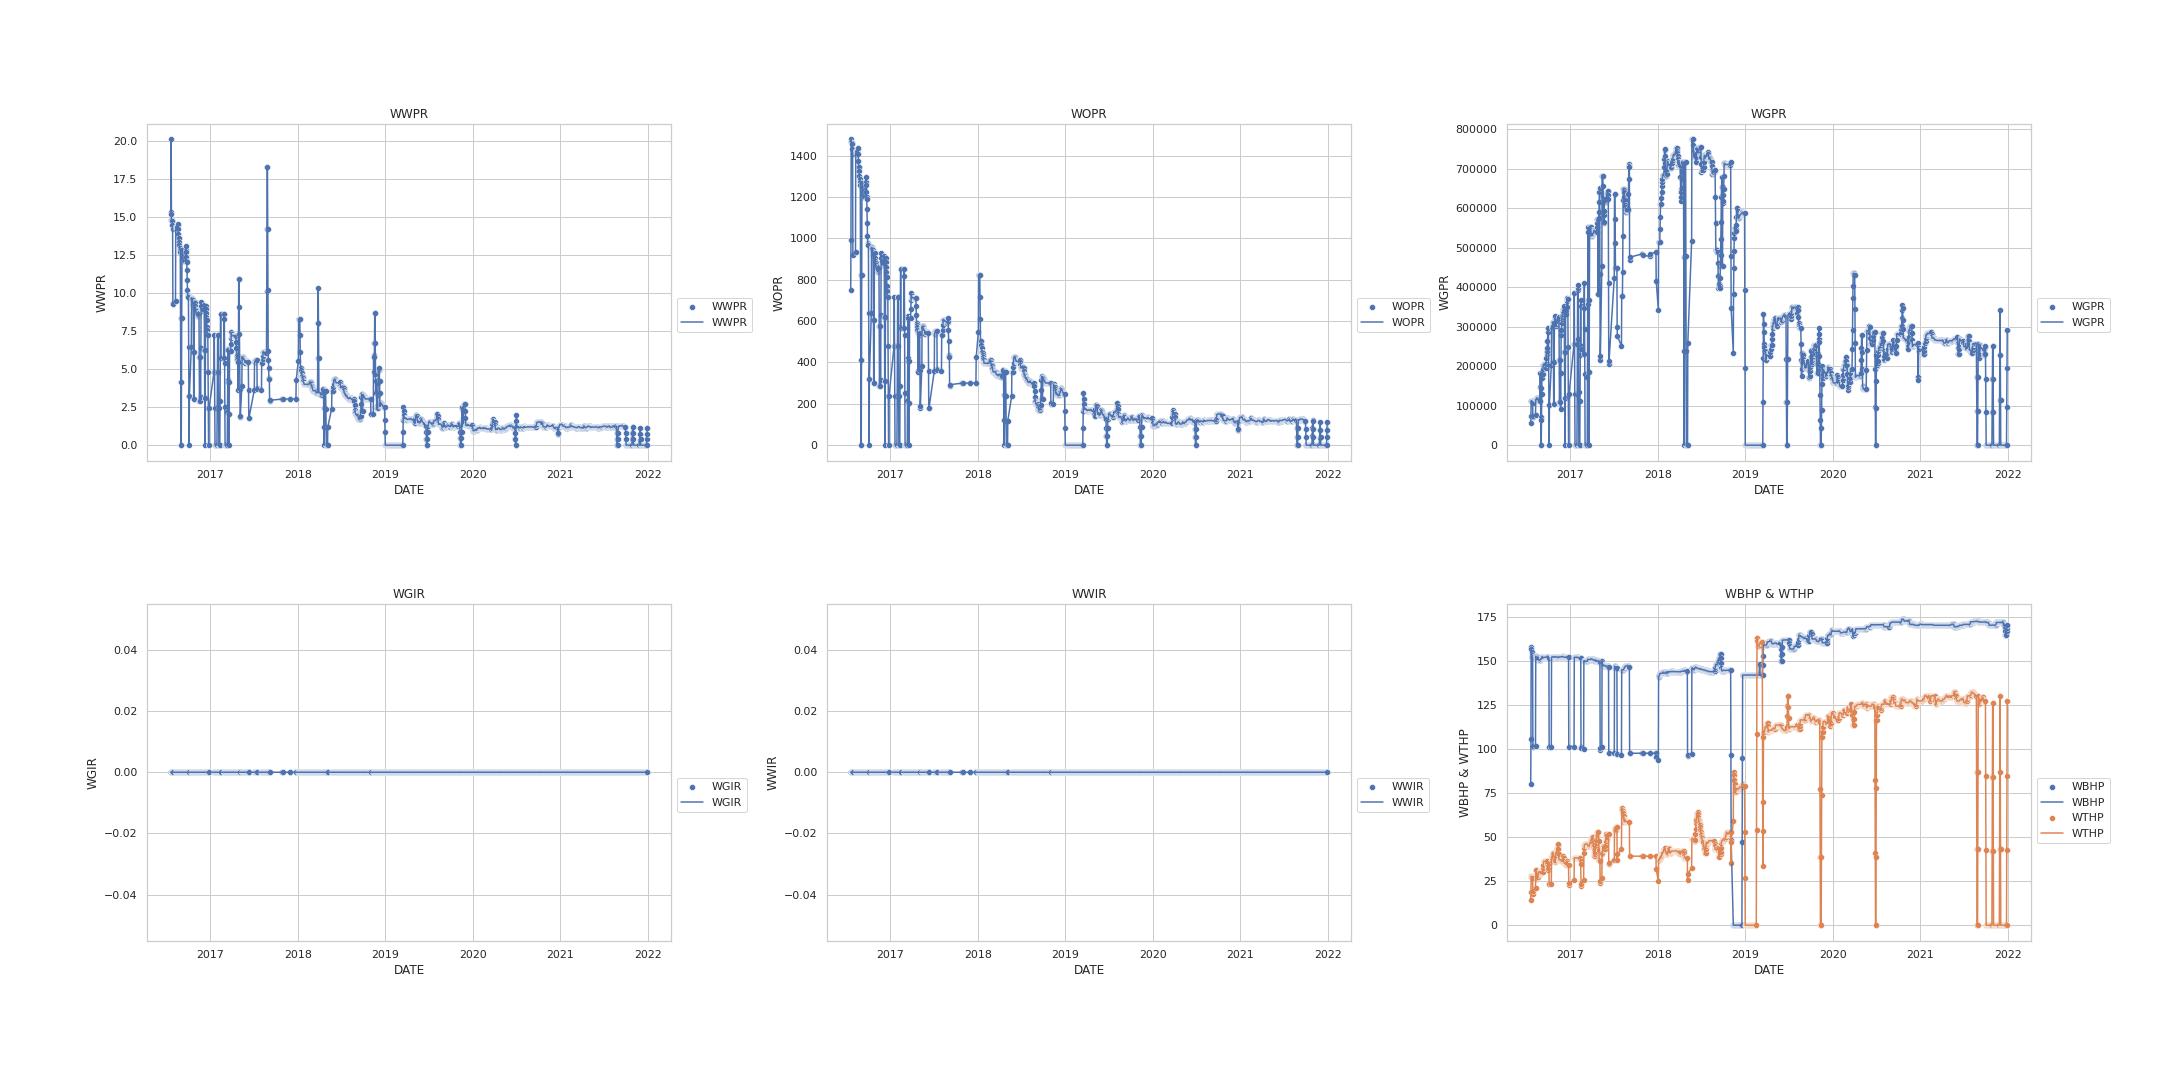 WWPR
20.0
17.5
15.0
12.5
10.0
7.5
5.0
2.5
0.0
WWPR
2017 2018 2019 2020 2021 2022
DATE
WWPR
WWPR
WOPR
1400
1200
1000
800
600
400
200
0
WOPR
2017 2018 2019 2020 2021 2022
DATE
WOPR
WOPR
WGPR
800000
700000
600000
500000
400000
300000
200000
100000
0
WGPR
2017 2018 2019 2020 2021 2022
DATE
WGPR
WGPR
WGIR
0.04
0.02
0.00
−0.02
−0.04
WGIR
2017 2018 2019 2020 2021 2022
DATE
WGIR
WGIR
WWIR
0.04
0.02
0.00
−0.02
−0.04
WWIR
2017 2018 2019 2020 2021 2022
DATE
WWIR
WWIR
WBHP & WTHP
175
150
125
100
75
50
25
0
WBHP & WTHP
2017 2018 2019 2020 2021 2022
DATE
WBHP
WBHP
WTHP
WTHP